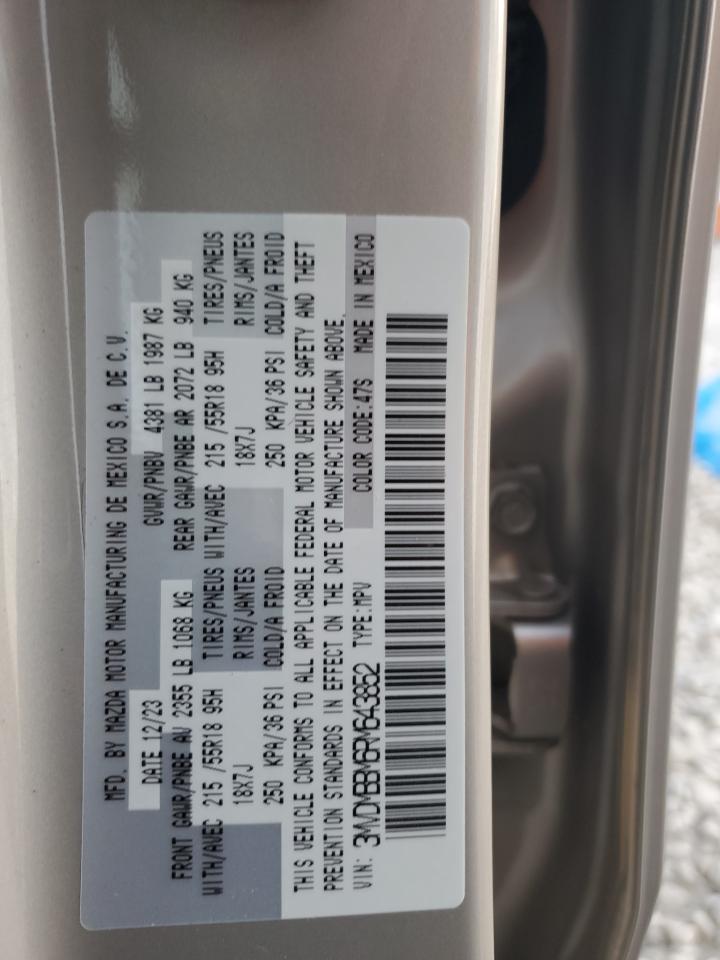 MFD. BY MAZDA MOTOR MANUFACTURING DE MEXICO S.A. DE C.V.
DATE 12/23 GVWR/PNBV 4381 LB 1987 KG
FRONT GAWR/PNBE AV 2355 LB 1068 KG REAR GAWR/PNBE AR 2072 LB 940 KG
WITH/AVEC 215 /55R18 95H TIRES/PNEUS WITH/AVEC 215 /55R18 95H TIRES/PNEUS
18X7J RIMS/JANTES 18X7J RIMS/JANTES
250 KPA/36 PSI COLD/A FROID 250 KPA/36 PSI COLD/A FROID
THIS VEHICLE CONFORMS TO ALL APPLICABLE FEDERAL MOTOR VEHICLE SAFETY AND THEFT
PREVENTION STANDARDS IN EFFECT ON THE DATE OF MANUFACTURE SHOWN ABOVE.
VIN: 3MVDMBBM6RM643852 TYPE:MPV COLOR CODE:47S MADE IN MEXICO